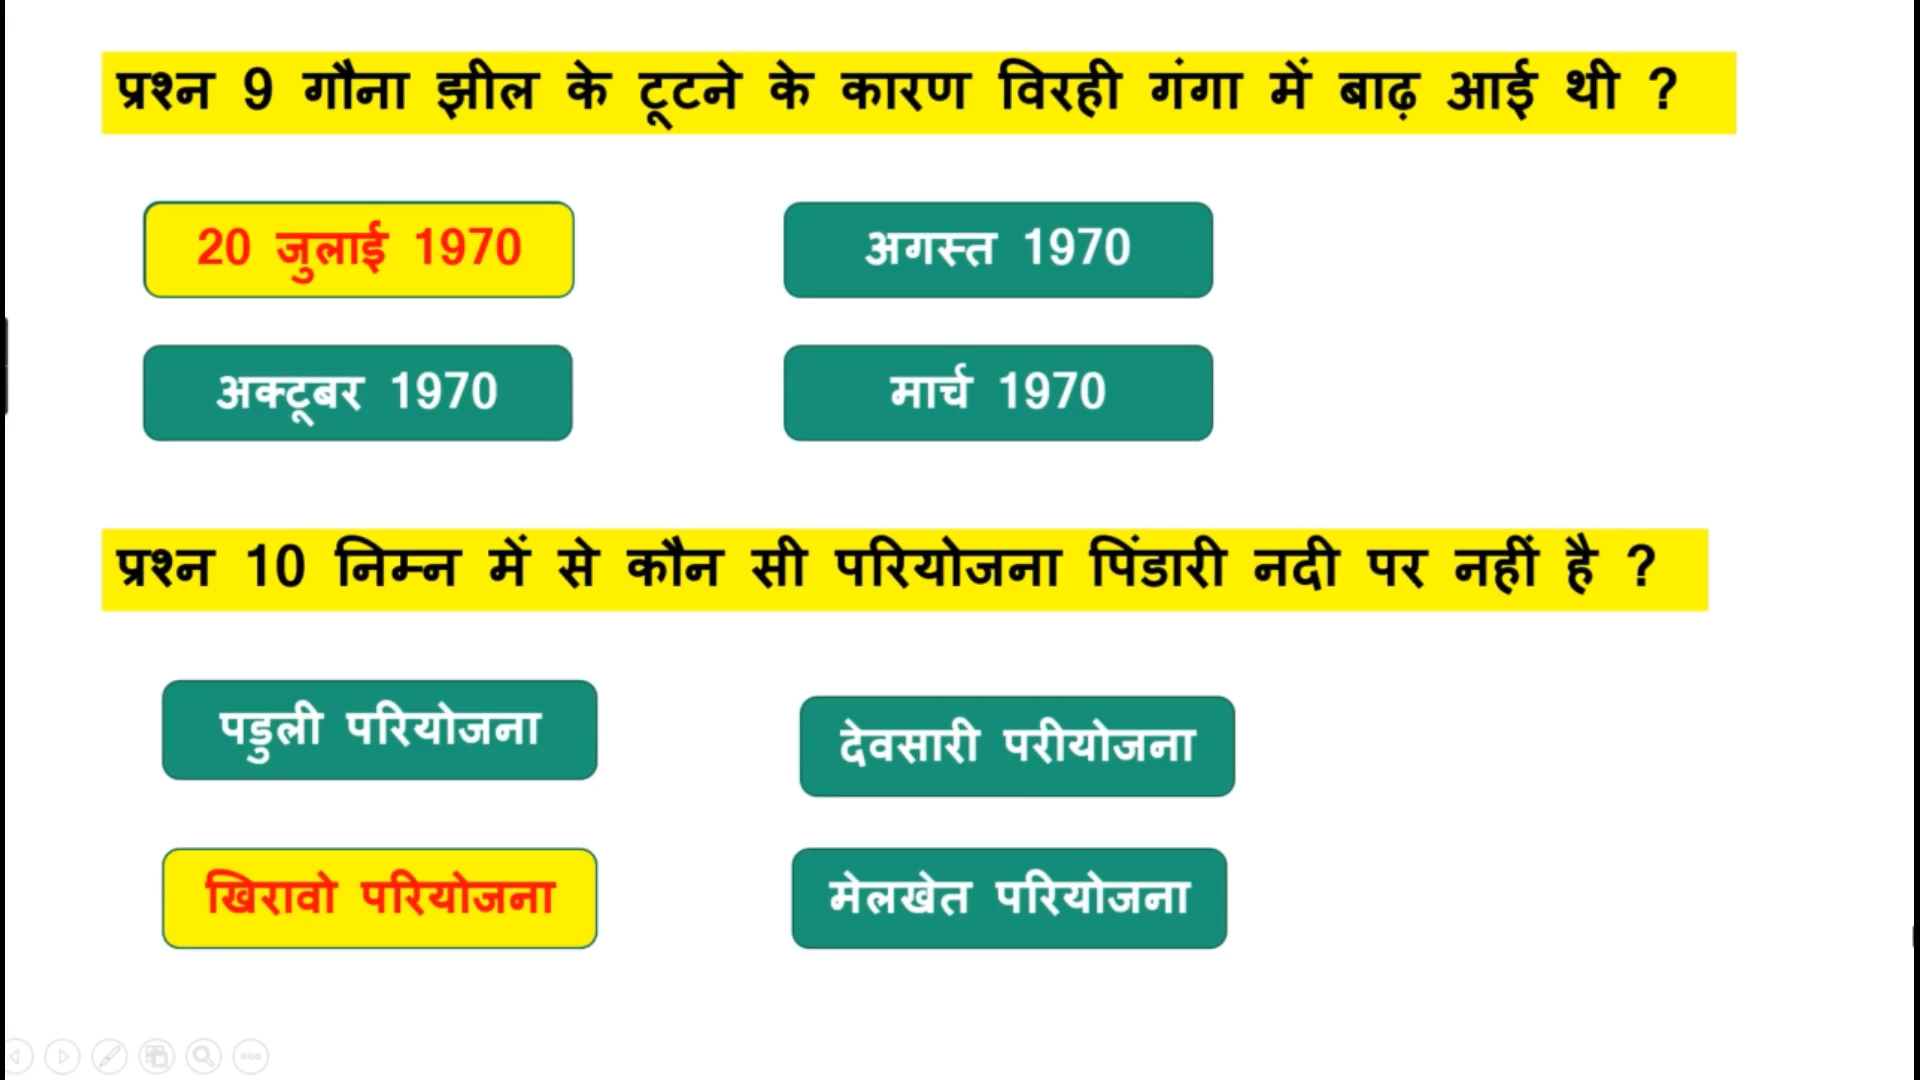 प्रश्न 9 गौना झील के टूटने के कारण विरही गंगा में बाढ़ आई थी ?
20 जुलाई 1970
अगस्त 1970
अक्टूबर 1970
मार्च 1970
प्रश्न 10 निम्न में से कौन सी परियोजना पिंडारी नदी पर नहीं है ?
पडुली परियोजना
देवसारी परीयोजना
खिरावो परियोजना
मेलखेत परियोजना